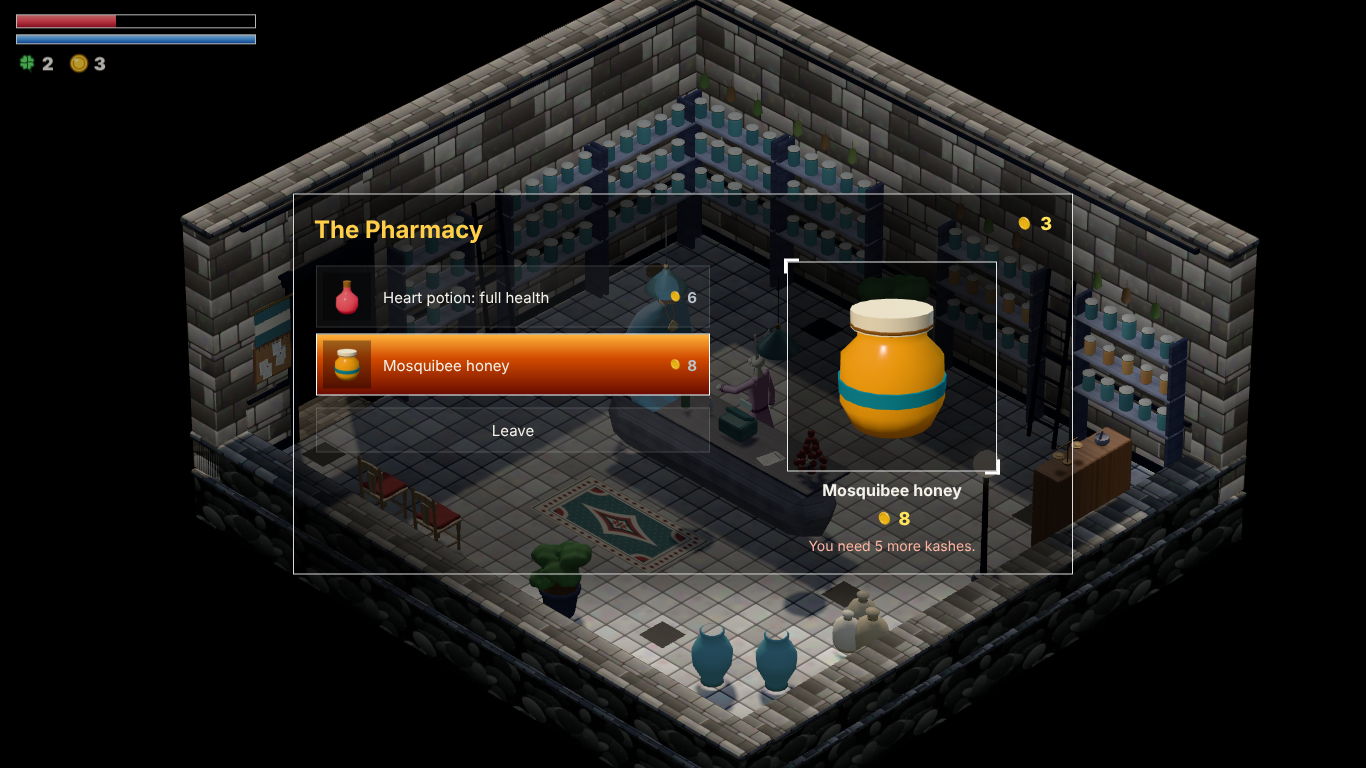 2 3
The Pharmacy
3
Heart potion: full health 6
Mosquibee honey 8
Leave
Mosquibee honey
8
You need 5 more kashes.